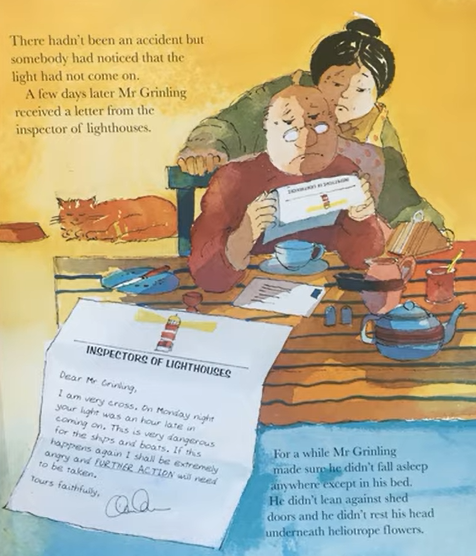 There hadn't been an accident but
somebody had noticed that the
light had not come on.
A few days later Mr Grinling
received a letter from the
inspector of lighthouses.
INSPECTORS OF LIGHTHOUSES
INSPECTORS OF LIGHTHOUSES
Dear Mr Grinling,
I am very cross. On Monday night
your light was an hour late in
coming on. This is very dangerous
for the ships and boats. If this
happens again I shall be extremely
angry and FURTHER ACTION will need
to be taken.
Yours faithfully,
For a while Mr Grinling
made sure he didn't fall asleep
anywhere except in his bed.
He didn't lean against shed
doors and he didn't rest his head
underneath heliotrope flowers.